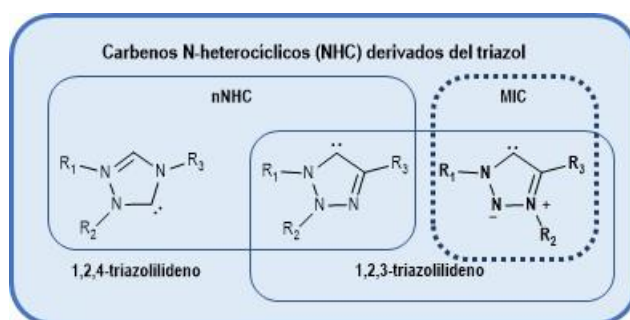 Carbenos N-heterocíclicos (NHC) derivados del triazol
nNHC
MIC
R1
N
N
R2
N
R3
R1
N
N
R2
N
R3
R1
N
N
–
N
+
R2
R3
1,2,4-triazolilideno
1,2,3-triazolilideno